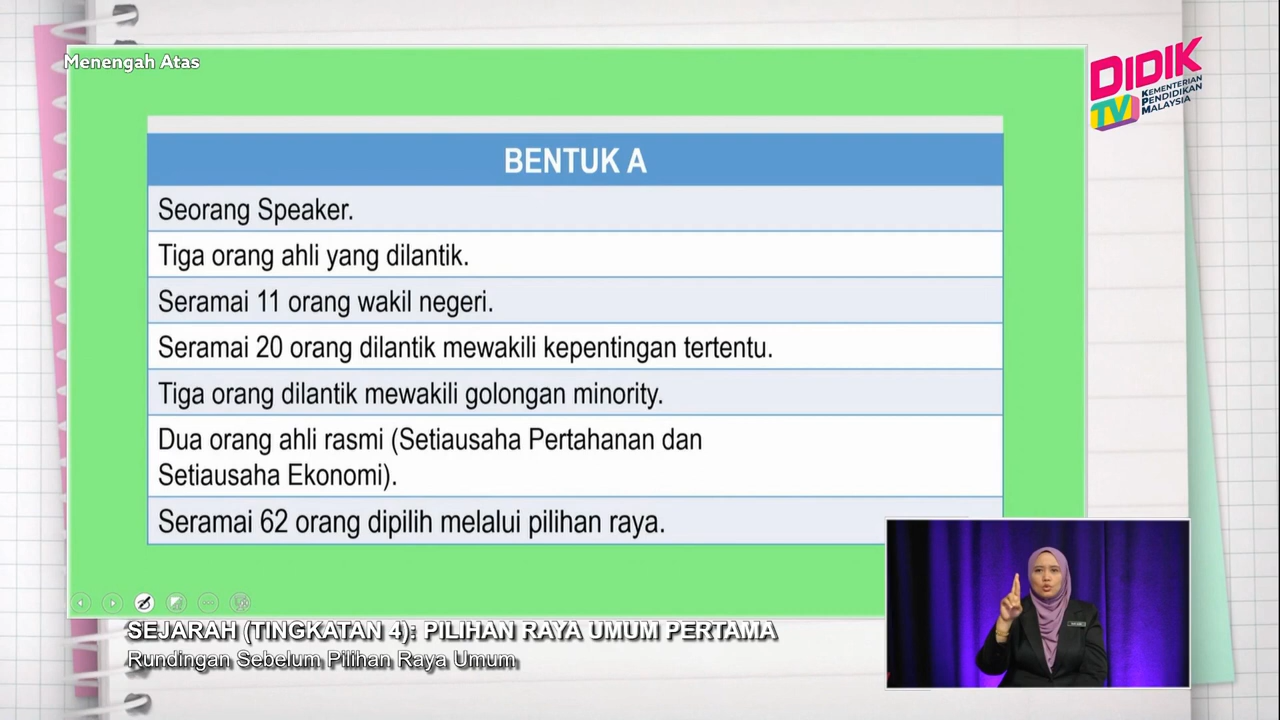 Menengah Atas
DIDIK
TV
KEMENTERIAN
PENDIDIKAN
MALAYSIA
BENTUK A
Seorang Speaker.
Tiga orang ahli yang dilantik.
Seramai 11 orang wakil negeri.
Seramai 20 orang dilantik mewakili kepentingan tertentu.
Tiga orang dilantik mewakili golongan minority.
Dua orang ahli rasmi (Setiausaha Pertahanan dan
Setiausaha Ekonomi).
Seramai 62 orang dipilih melalui pilihan raya.
SEJARAH (TINGKATAN 4): PILIHAN RAYA UMUM PERTAMA
Rundingan Sebelum Pilihan Raya Umum